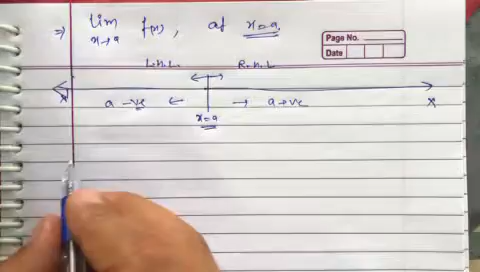 ⇒ lim f(x), at x=a.
x→a
Page No.
Date
L.H.L R.H.L
x a -ve ← → a+ve x
x=a